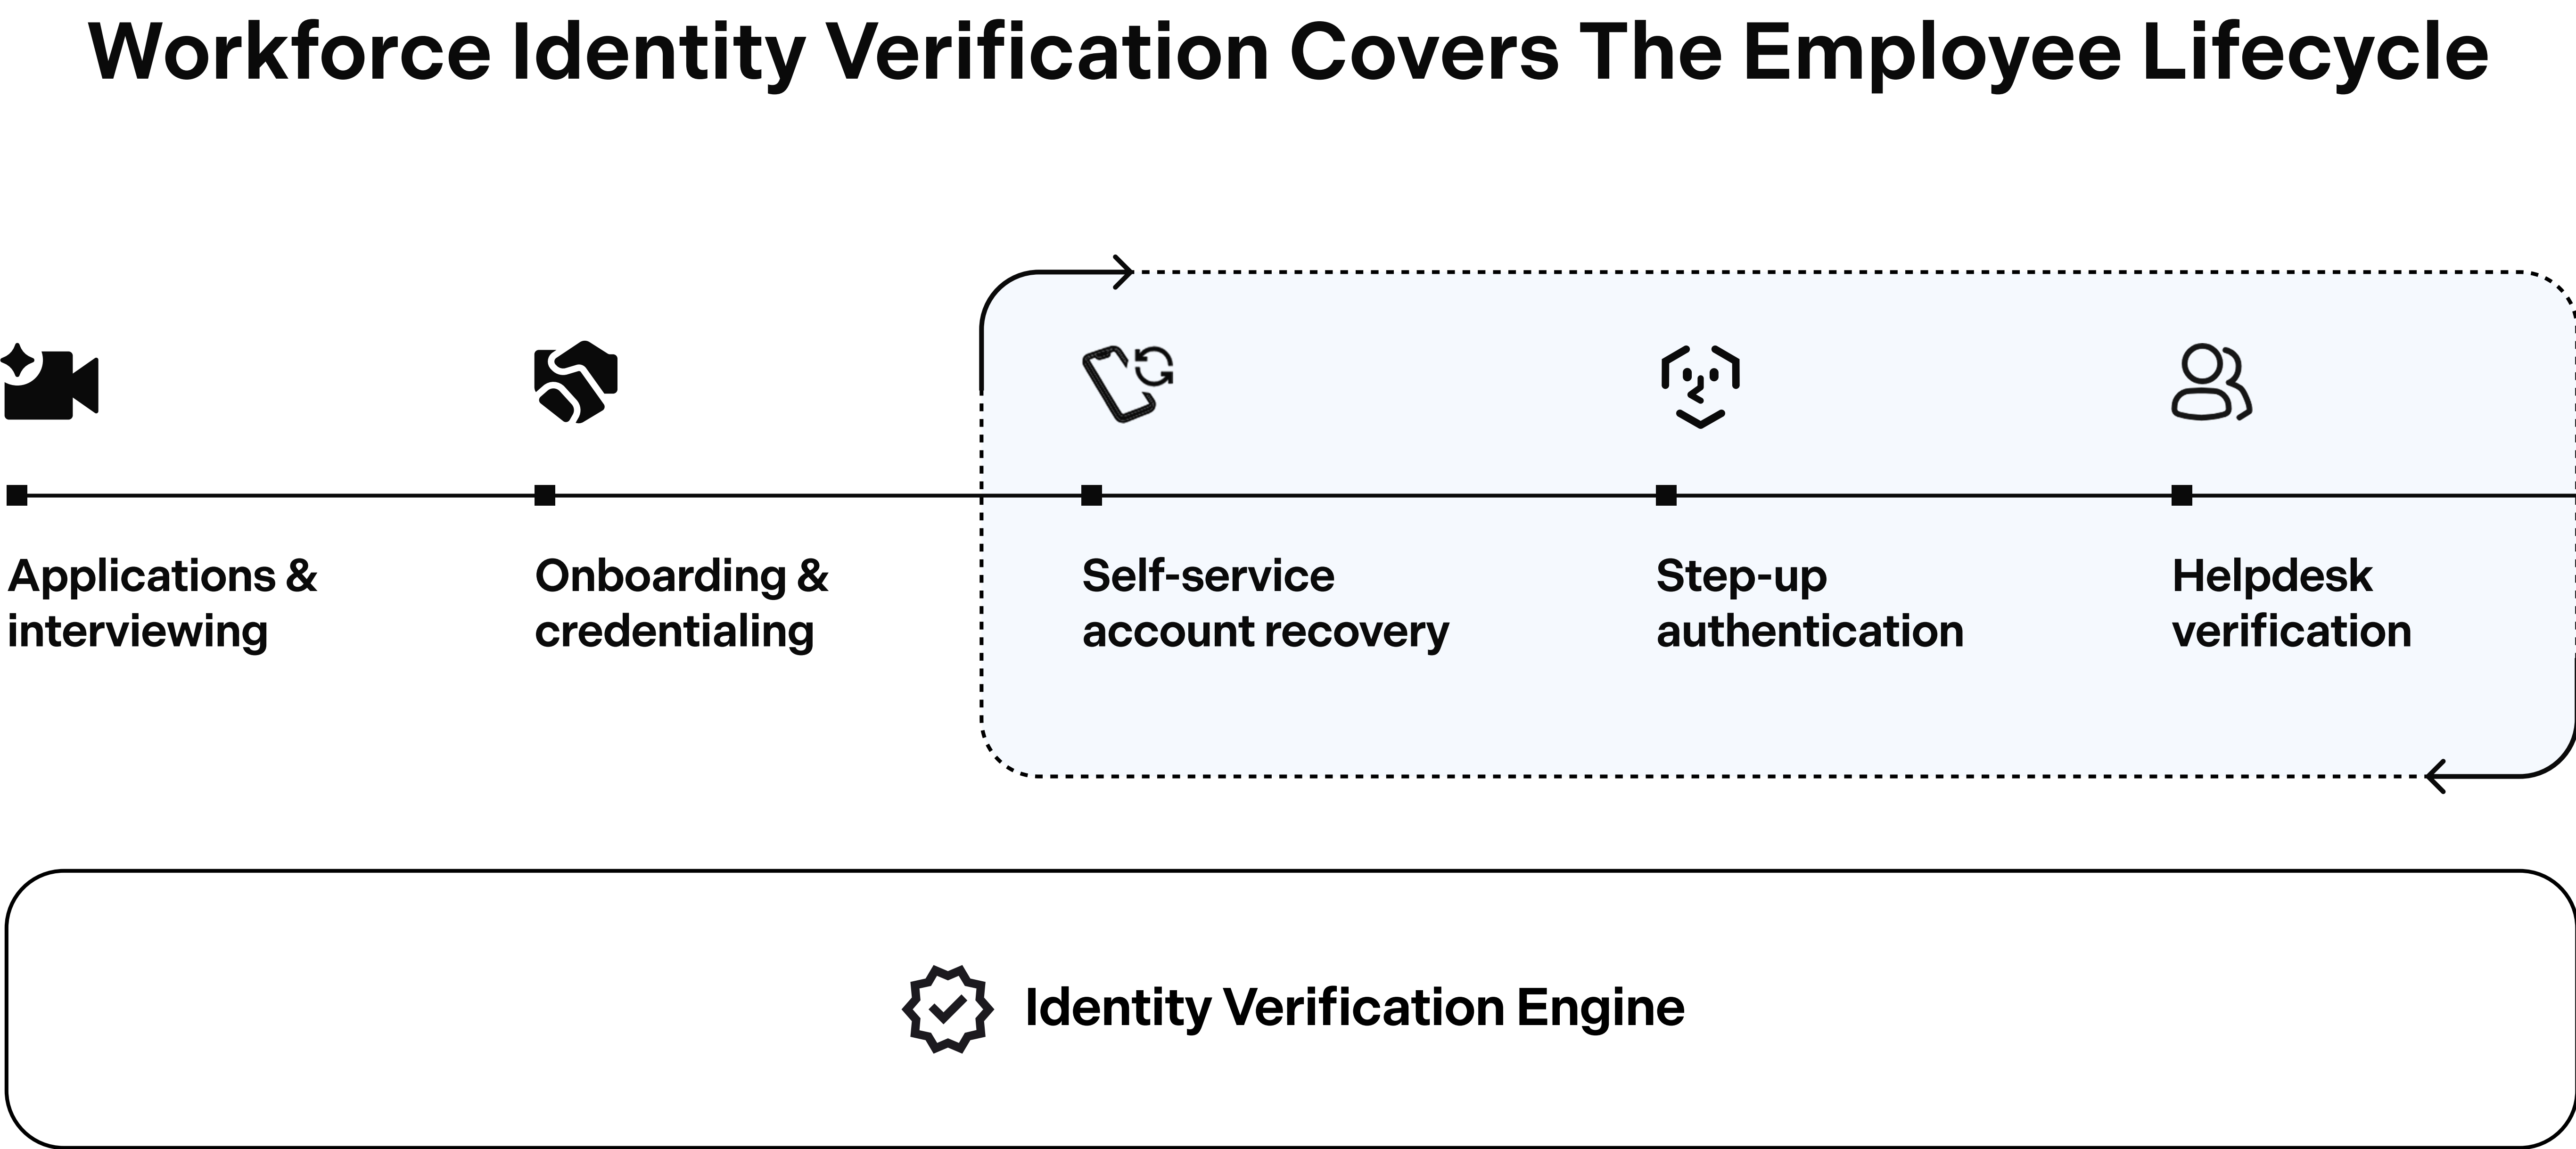 Workforce Identity Verification Covers The Employee Lifecycle
Applications &
interviewing
Onboarding &
credentialing
Self-service
account recovery
Step-up
authentication
Helpdesk
verification
Identity Verification Engine